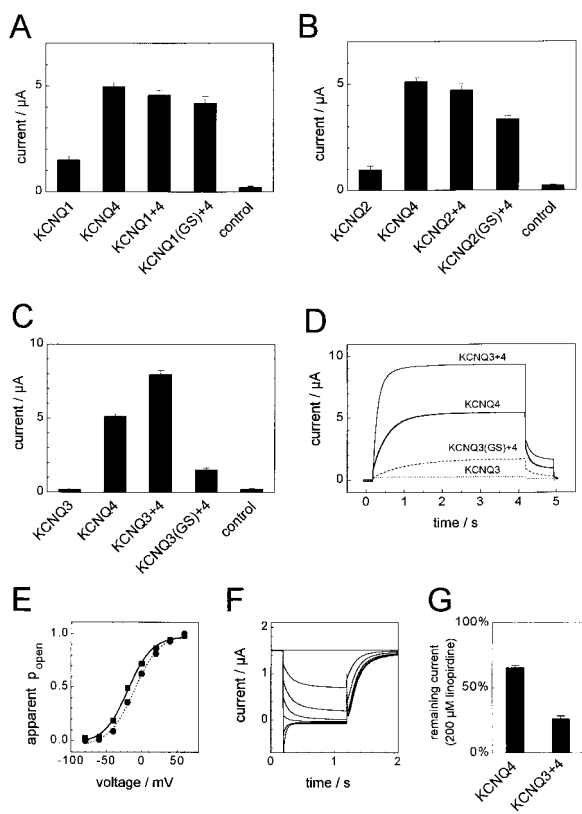 A
current / µA
5
0
KCNQ1
KCNQ4
KCNQ1+4
KCNQ1(GS)+4
control
B
current / µA
5
0
KCNQ2
KCNQ4
KCNQ2+4
KCNQ2(GS)+4
control
C
current / µA
10
5
0
KCNQ3
KCNQ4
KCNQ3+4
KCNQ3(GS)+4
control
D
current / µA
10
5
0
KCNQ3+4
KCNQ4
KCNQ3(GS)+4
KCNQ3
0
1
2
3
4
5
time / s
E
apparent popen
1.0
0.5
0.0
-100
-50
0
50
voltage / mV
F
current / µA
2
1
0
0
1
2
time / s
G
remaining current
(200 µM linopirdine)
100%
50%
0%
KCNQ4
KCNQ3+4